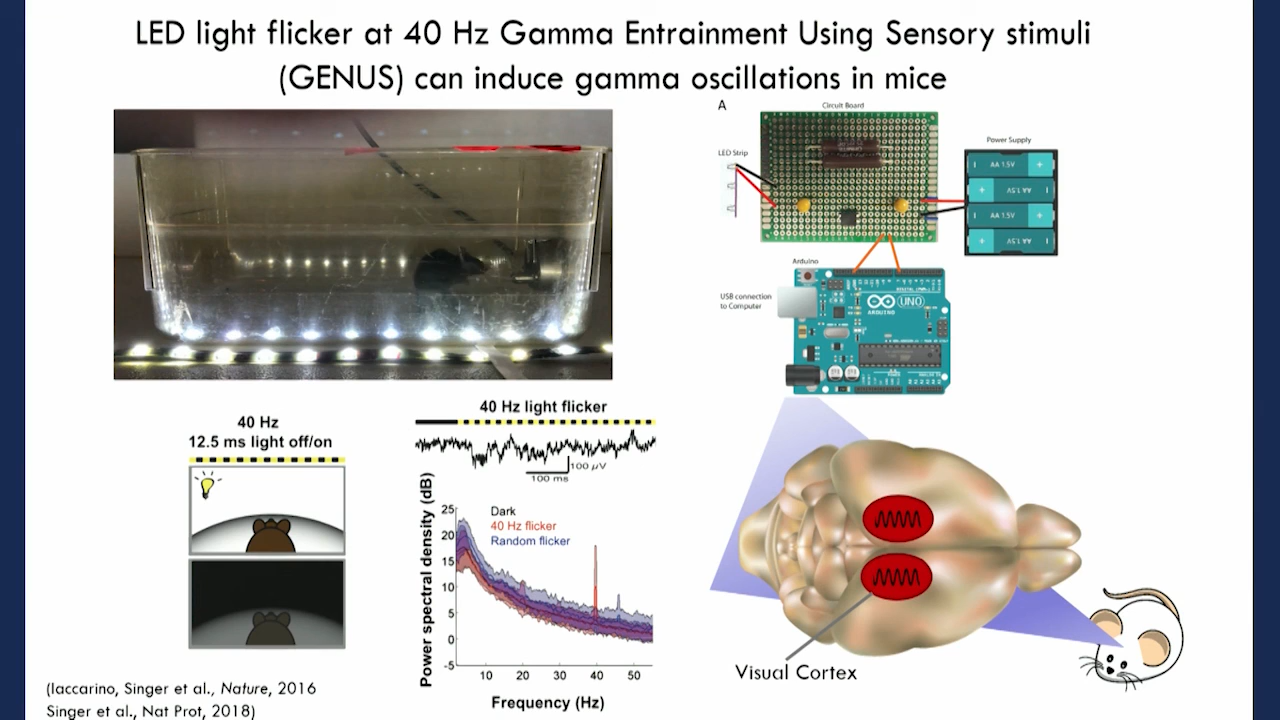 LED light flicker at 40 Hz Gamma Entrainment Using Sensory stimuli
(GENUS) can induce gamma oscillations in mice
A
Circuit Board
LED Strip
Power Supply
AA 1.5V
AA 1.5V
AA 1.5V
AA 1.5V
Arduino
USB connection
to Computer
UNO
ARDUINO
40 Hz
12.5 ms light off/on
40 Hz light flicker
100 µV
100 ms
Power spectral density (dB)
25
20
15
10
5
0
-5
Dark
40 Hz flicker
Random flicker
10 20 30 40 50
Frequency (Hz)
Visual Cortex
(Iaccarino, Singer et al., Nature, 2016
Singer et al., Nat Prot, 2018)